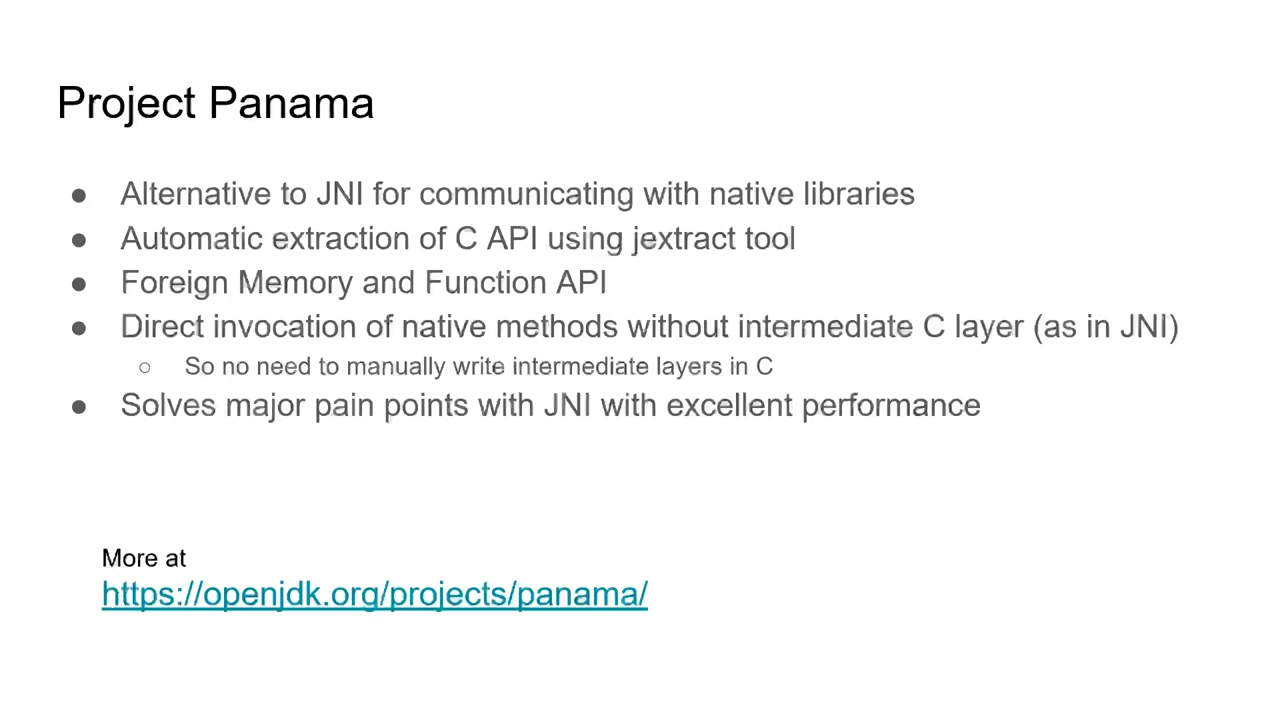 Project Panama
● Alternative to JNI for communicating with native libraries
● Automatic extraction of C API using jextract tool
● Foreign Memory and Function API
● Direct invocation of native methods without intermediate C layer (as in JNI)
○ So no need to manually write intermediate layers in C
● Solves major pain points with JNI with excellent performance
More at
https://openjdk.org/projects/panama/